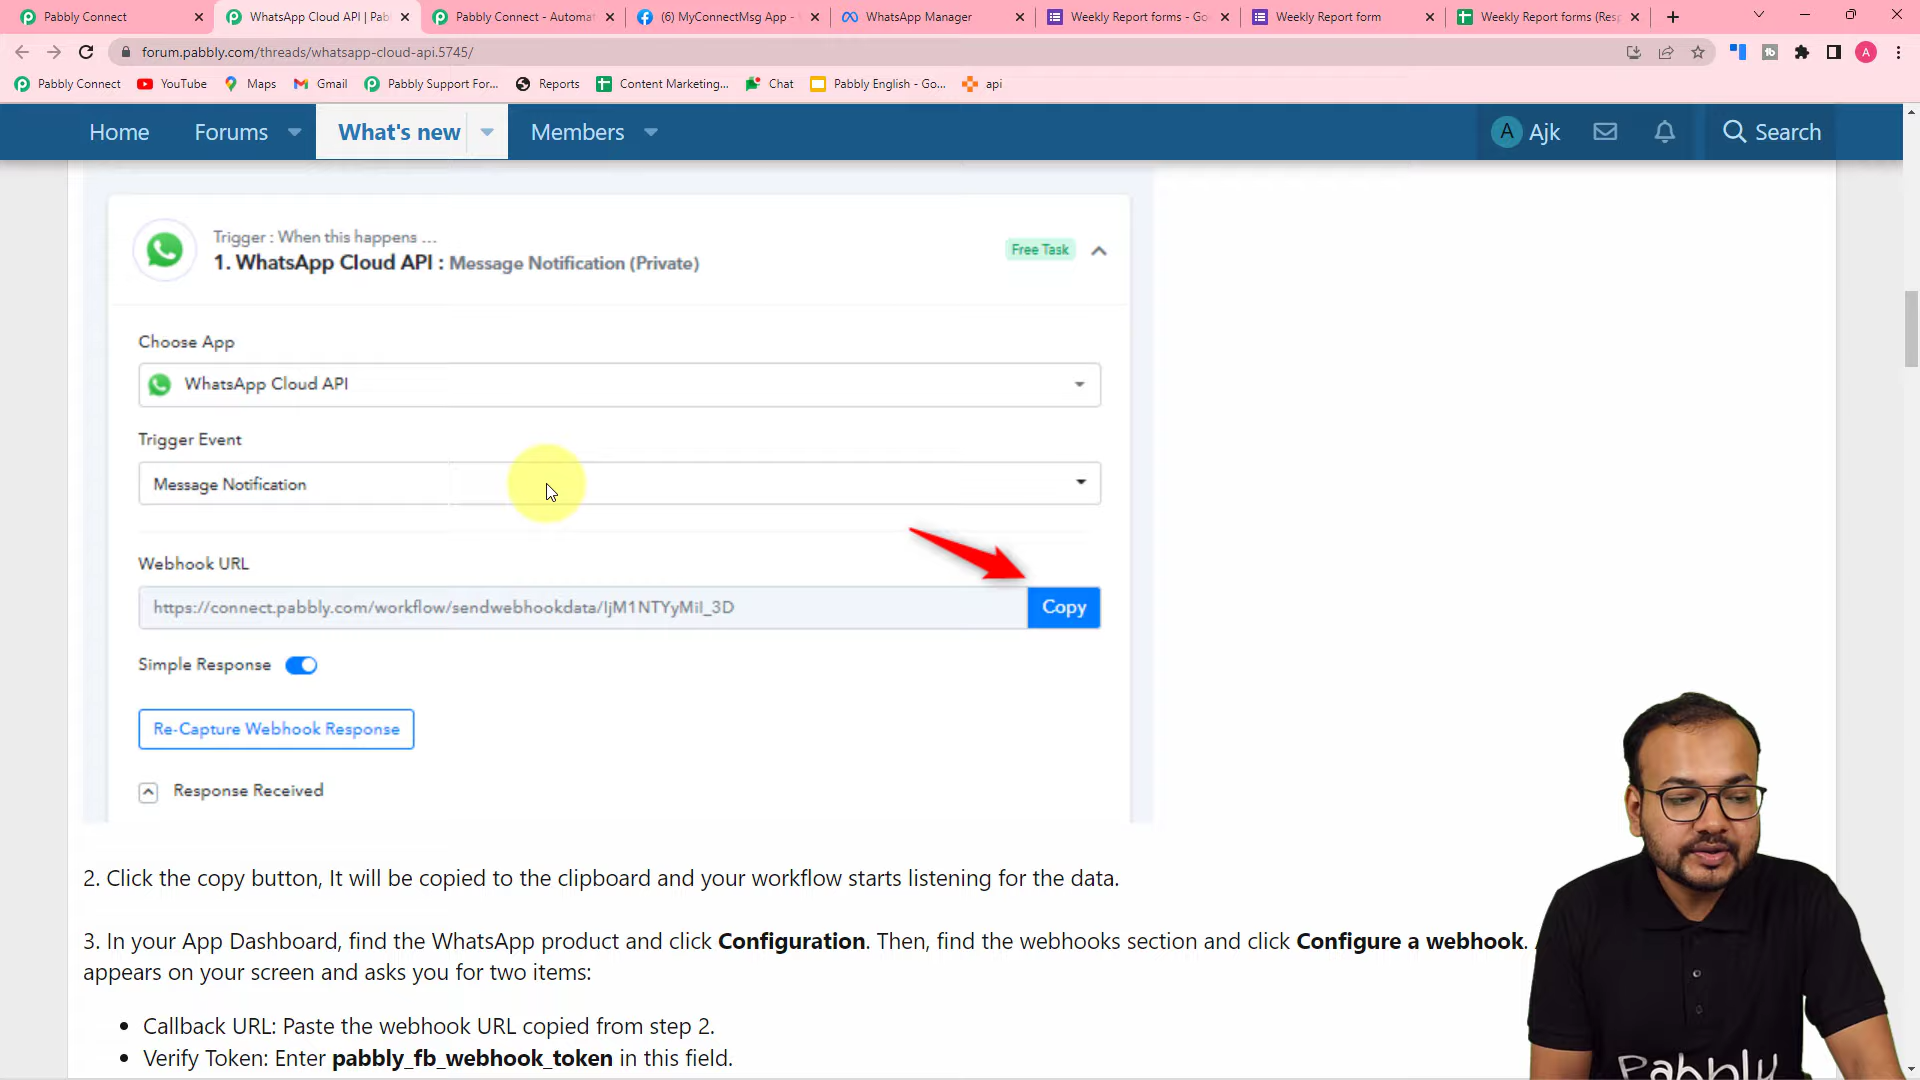 Pabbly Connect
WhatsApp Cloud API | Pab
Pabbly Connect - Automat
(6) MyConnectMsg App -
WhatsApp Manager
Weekly Report forms - Go
Weekly Report form
Weekly Report forms (Resp
forum.pabbly.com/threads/whatsapp-cloud-api.5745/
A
Pabbly Connect
YouTube
Maps
Gmail
Pabbly Support For...
Reports
Content Marketing...
Chat
Pabbly English - Go...
api
Home
Forums
What's new
Members
A Ajk
Search
Trigger : When this happens ...
1. WhatsApp Cloud API : Message Notification (Private)
Free Task
Choose App
WhatsApp Cloud API
Trigger Event
Message Notification
Webhook URL
https://connect.pabbly.com/workflow/sendwebhookdata/IjM1NTYyMiI_3D
Copy
Simple Response
Re-Capture Webhook Response
Response Received
2. Click the copy button, It will be copied to the clipboard and your workflow starts listening for the data.
3. In your App Dashboard, find the WhatsApp product and click Configuration. Then, find the webhooks section and click Configure a webhook.
appears on your screen and asks you for two items:
• Callback URL: Paste the webhook URL copied from step 2.
• Verify Token: Enter pabbly_fb_webhook_token in this field.
Pabbly